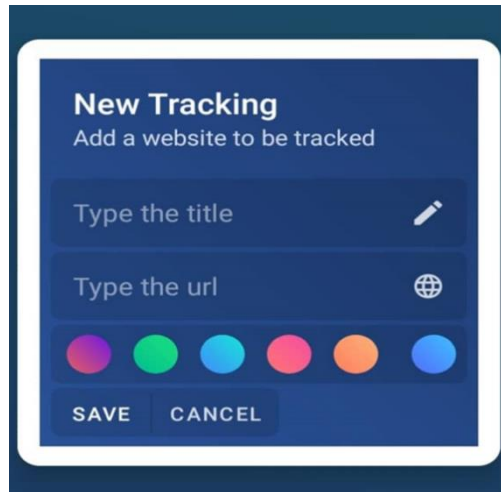 New Tracking
Add a website to be tracked
Type the title
Type the url
SAVE CANCEL